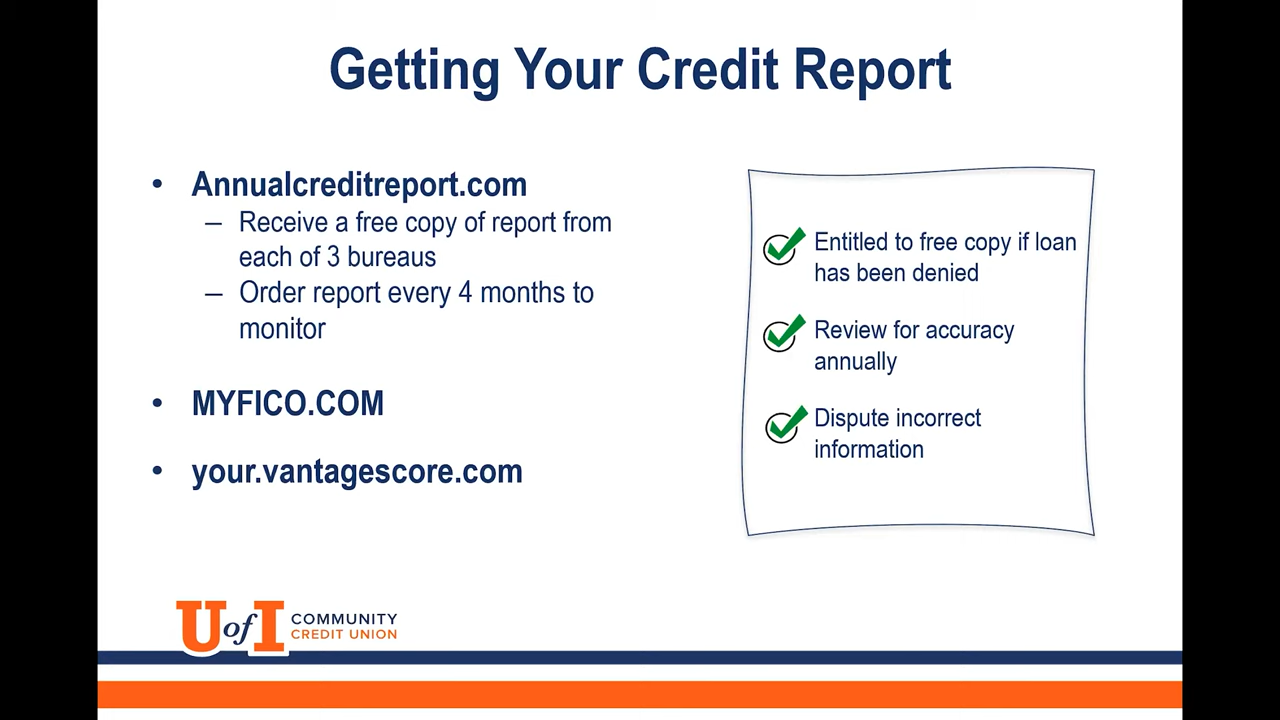 Getting Your Credit Report
• Annualcreditreport.com
– Receive a free copy of report from
each of 3 bureaus
– Order report every 4 months to
monitor
• MYFICO.COM
• your.vantagescore.com
Entitled to free copy if loan
has been denied
Review for accuracy
annually
Dispute incorrect
information
U of I COMMUNITY
CREDIT UNION